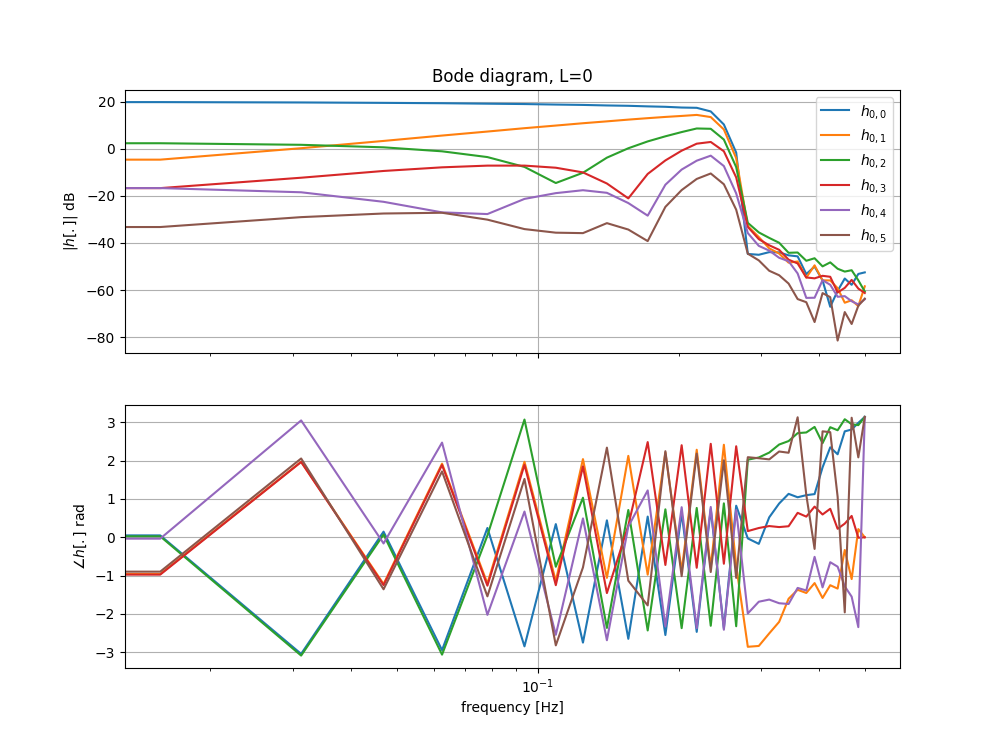 Bode diagram, L=0
|h[.]| dB
20
0
−20
−40
−60
−80
h0,0
h0,1
h0,2
h0,3
h0,4
h0,5
∠h[.] rad
3
2
1
0
−1
−2
−3
10−1
frequency [Hz]